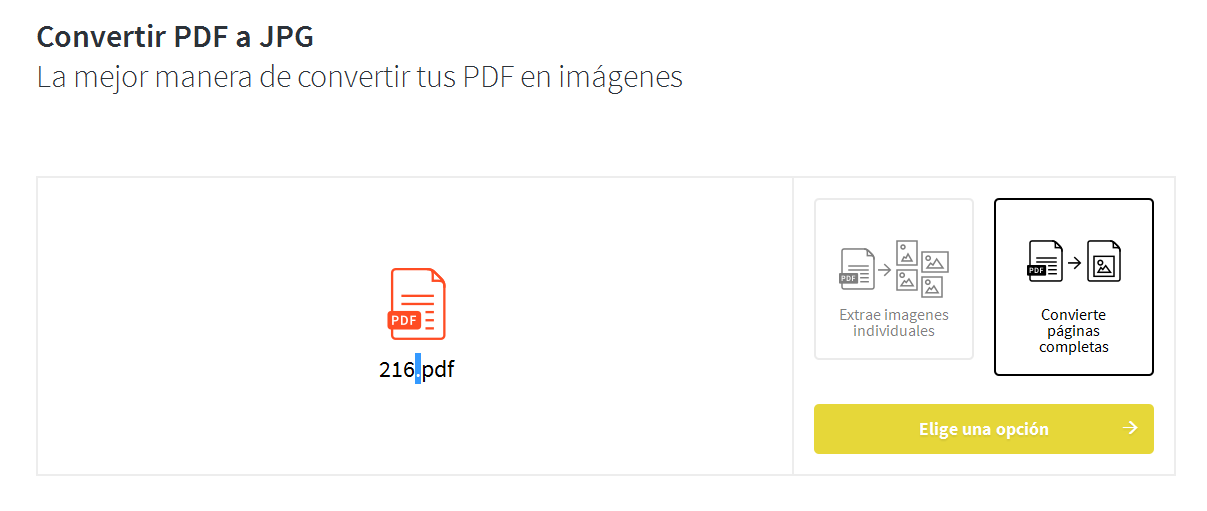 Convertir PDF a JPG
La mejor manera de convertir tus PDF en imágenes
PDF
216.pdf
PDF
Extrae imagenes
individuales
PDF
Convierte
páginas
completas
Elige una opción